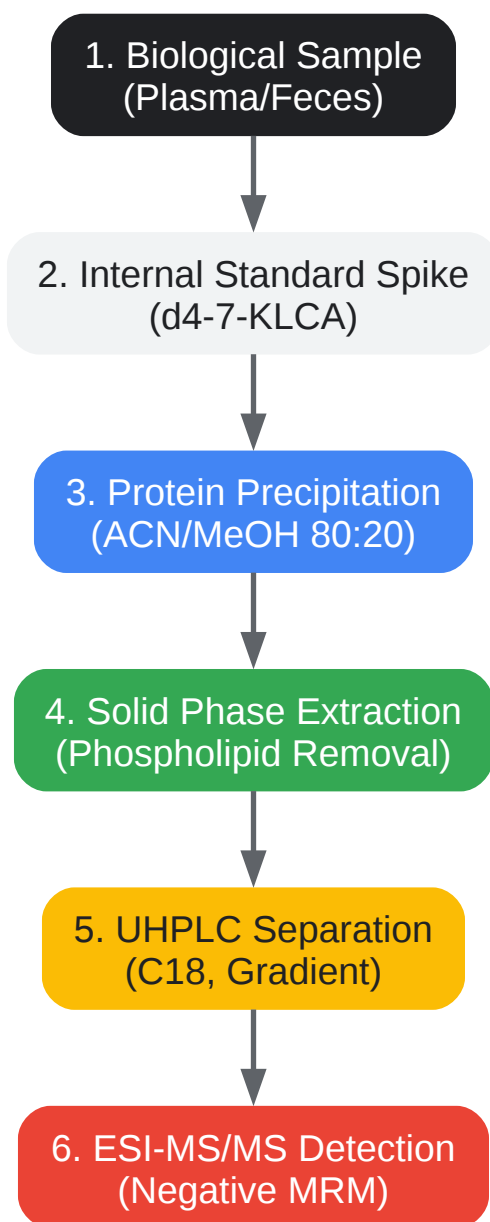 1. Biological Sample
(Plasma/Feces)
2. Internal Standard Spike
(d4-7-KLCA)
3. Protein Precipitation
(ACN/MeOH 80:20)
4. Solid Phase Extraction
(Phospholipid Removal)
5. UHPLC Separation
(C18, Gradient)
6. ESI-MS/MS Detection
(Negative MRM)